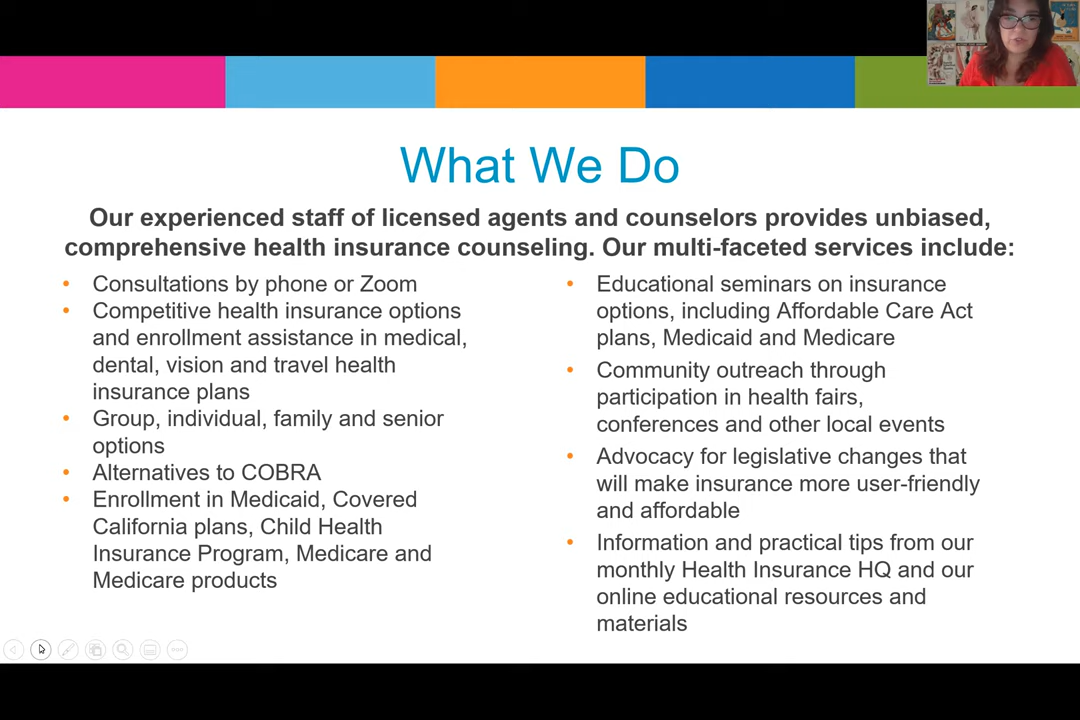 What We Do
Our experienced staff of licensed agents and counselors provides unbiased,
comprehensive health insurance counseling. Our multi-faceted services include:
• Consultations by phone or Zoom
• Competitive health insurance options
and enrollment assistance in medical,
dental, vision and travel health
insurance plans
• Group, individual, family and senior
options
• Alternatives to COBRA
• Enrollment in Medicaid, Covered
California plans, Child Health
Insurance Program, Medicare and
Medicare products
• Educational seminars on insurance
options, including Affordable Care Act
plans, Medicaid and Medicare
• Community outreach through
participation in health fairs,
conferences and other local events
• Advocacy for legislative changes that
will make insurance more user-friendly
and affordable
• Information and practical tips from our
monthly Health Insurance HQ and our
online educational resources and
materials